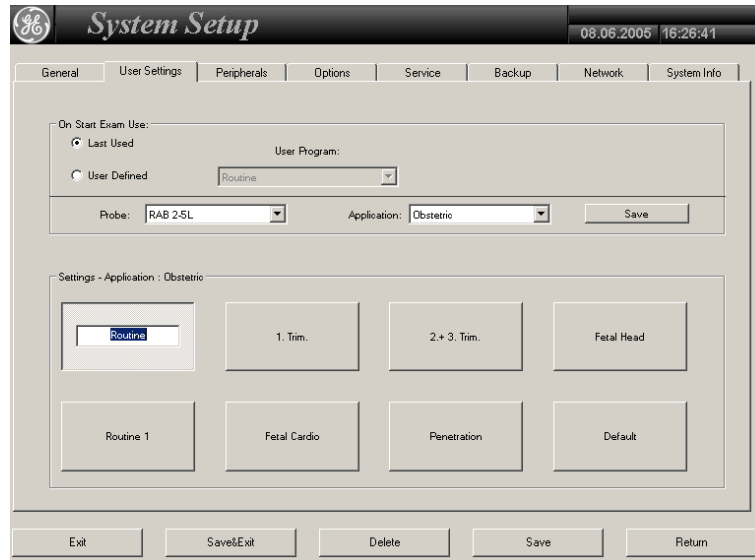 GE System Setup
08.06.2005 16:26:41
General User Settings Peripherals Options Service Backup Network System Info
On Start Exam Use:
Last Used
User Program:
User Defined
Routine
Probe: RAB 2-5L Application: Obstetric Save
Settings - Application : Obstetric
Routine 1. Trim. 2.+ 3. Trim. Fetal Head
Routine 1 Fetal Cardio Penetration Default
Exit Save&Exit Delete Save Return